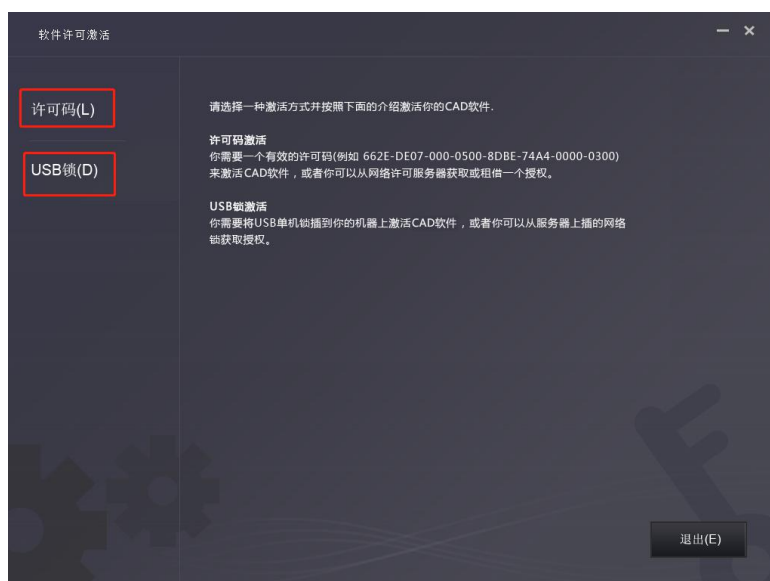 软件许可激活
许可码(L)
USB锁(D)
请选择一种激活方式并按照下面的介绍激活你的CAD软件.
许可码激活
你需要一个有效的许可码(例如 662E-DE07-000-0500-8DBE-74A4-0000-0300)
来激活CAD软件，或者你可以从网络许可服务器获取或租借一个授权。
USB锁激活
你需要将USB单机锁插到你的机器上激活CAD软件，或者你可以从服务器上插的网络
锁获取授权。
退出(E)